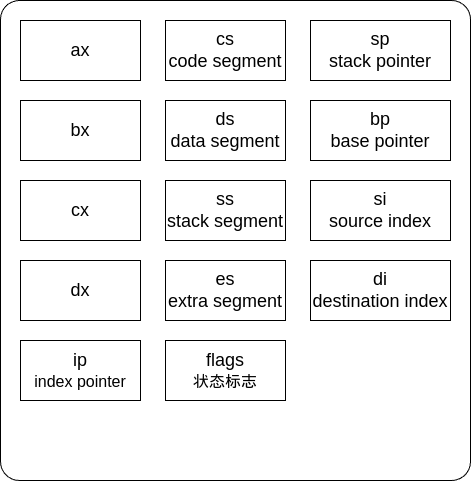 ax
cs
code segment
sp
stack pointer
bx
ds
data segment
bp
base pointer
cx
ss
stack segment
si
source index
dx
es
extra segment
di
destination index
ip
index pointer
flags
状态标志